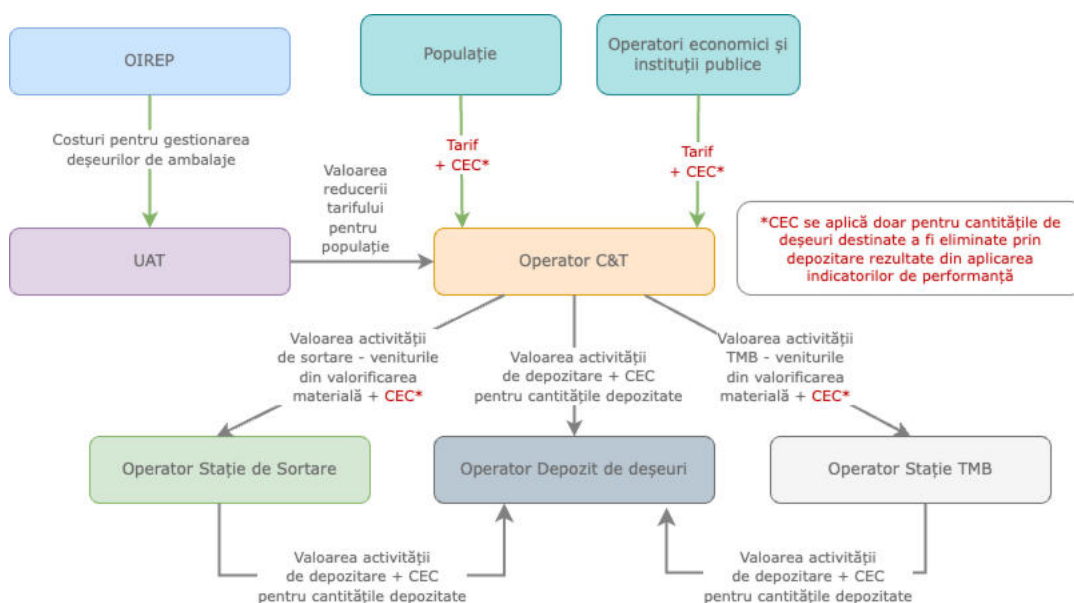 OIREP
Populație
Operatori economici și
instituții publice
Costuri pentru gestionarea
deșeurilor de ambalaje
Tarif
+ CEC*
Tarif
+ CEC*
Valoarea
reducerii
tarifului
pentru
populație
UAT
Operator C&T
*CEC se aplică doar pentru cantitățile de
deșeuri destinate a fi eliminate prin
depozitare rezultate din aplicarea
indicatorilor de performanță
Valoarea activității
de sortare - veniturile
din valorificarea
materială + CEC*
Valoarea activității
de depozitare + CEC
pentru cantitățile depozitate
Valoarea activității
TMB - veniturile
din valorificarea
materială + CEC*
Operator Stație de Sortare
Operator Depozit de deșeuri
Operator Stație TMB
Valoarea activității
de depozitare + CEC
pentru cantitățile depozitate
Valoarea activității
de depozitare + CEC
pentru cantitățile depozitate